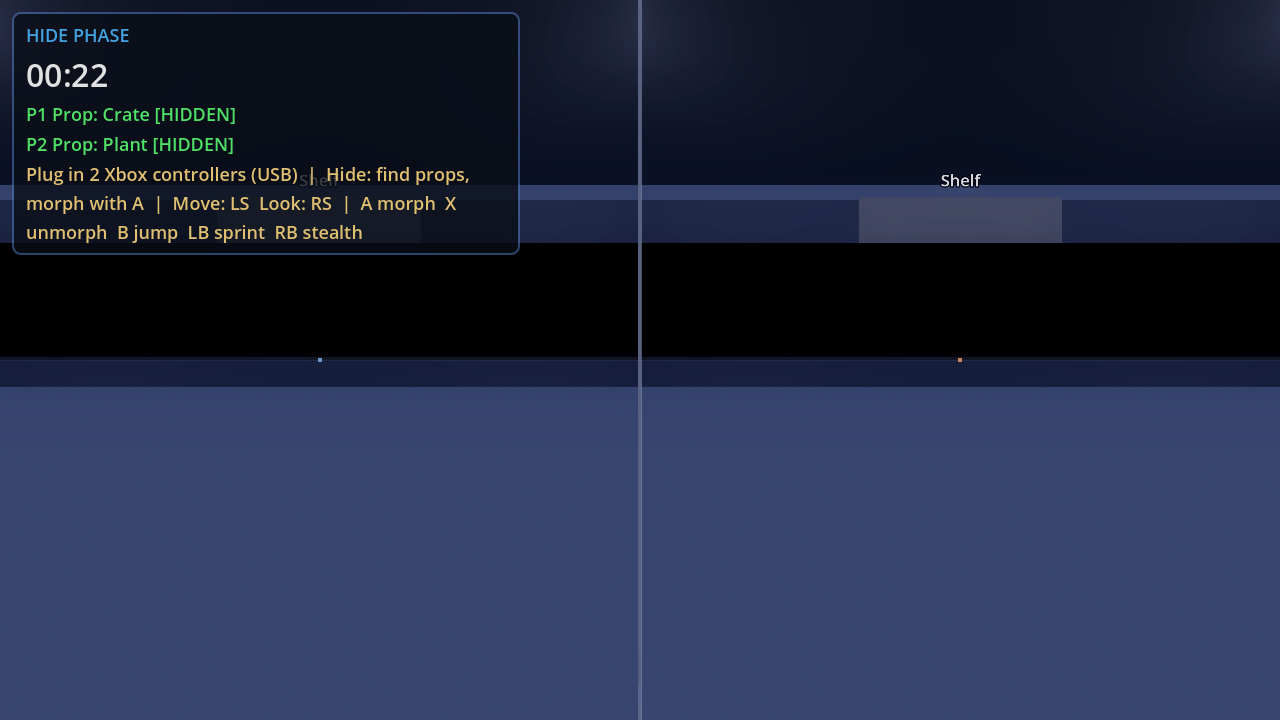 HIDE PHASE
00:22
P1 Prop: Crate [HIDDEN]
P2 Prop: Plant [HIDDEN]
Plug in 2 Xbox controllers (USB)  |  Hide: find props,
morph with A  |  Move: LS  Look: RS  |  A morph  X
unmorph  B jump  LB sprint  RB stealth
Shelf
Shelf